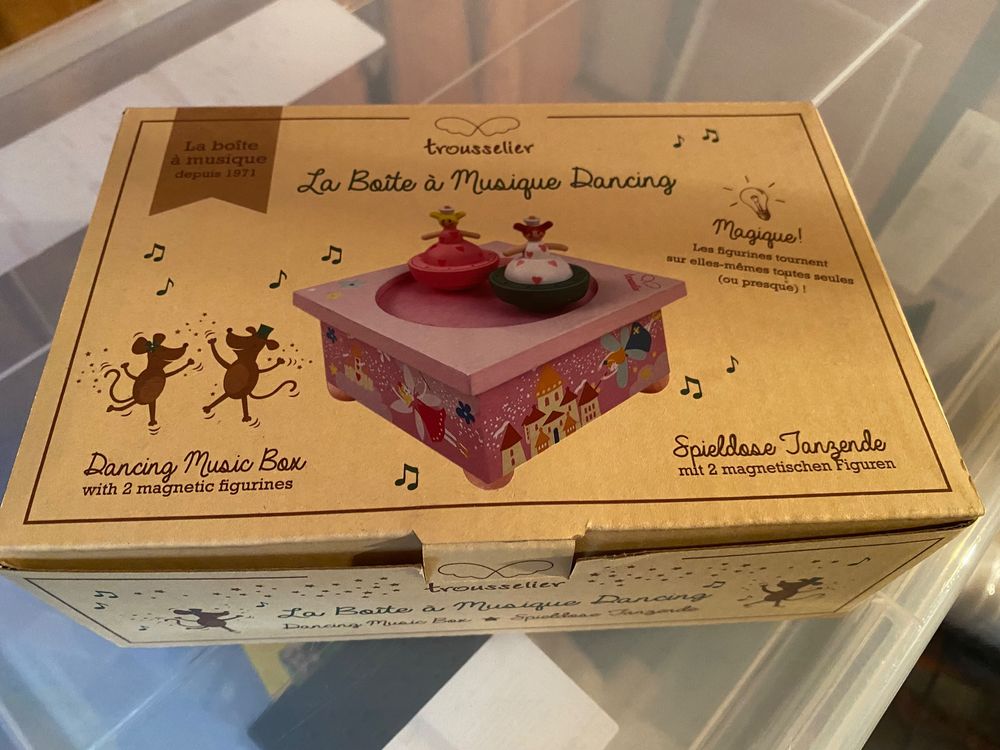 La boîte
à musique
depuis 1971
trousselier
La Boîte à Musique Dancing
Magique!
Les figurines tournent
sur elles-mêmes toutes seules
(ou presque) !
Dancing Music Box
with 2 magnetic figurines
Spieldose Tanzende
mit 2 magnetischen Figuren
trousselier
La Boîte à Musique Dancing
Dancing Music Box ★ Spieldose Tanzende